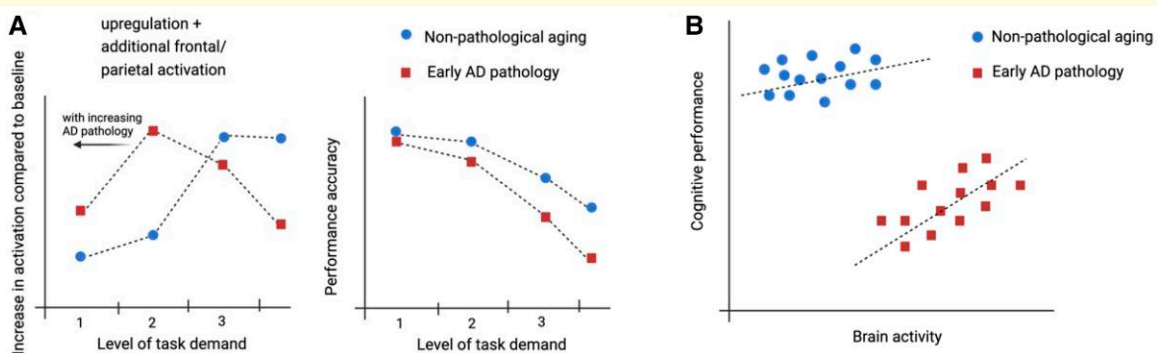 A
upregulation +
additional frontal/
parietal activation
with increasing
AD pathology
Increase in activation compared to baseline
1 2 3
Level of task demand
Non-pathological aging
Early AD pathology
Performance accuracy
1 2 3
Level of task demand
B
Non-pathological aging
Early AD pathology
Cognitive performance
Brain activity